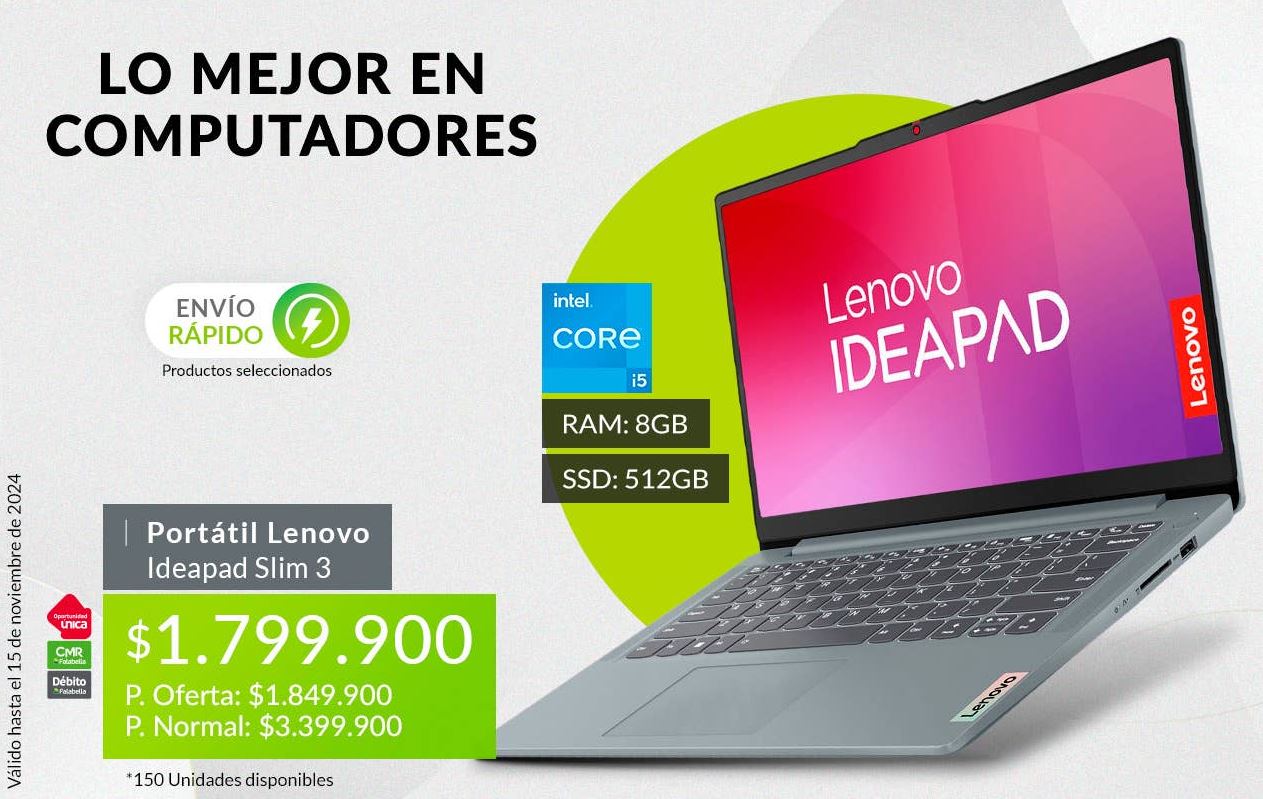 LO MEJOR EN
COMPUTADORES
ENVÍO
RÁPIDO
Productos seleccionados
intel.
CORe
i5
RAM: 8GB
SSD: 512GB
Lenovo
IDEAPAD
Lenovo
Lenovo
Portátil Lenovo
Ideapad Slim 3
Oportunidad
única
CMR
Falabella
Débito
Falabella
$1.799.900
P. Oferta: $1.849.900
P. Normal: $3.399.900
*150 Unidades disponibles
Válido hasta el 15 de noviembre de 2024